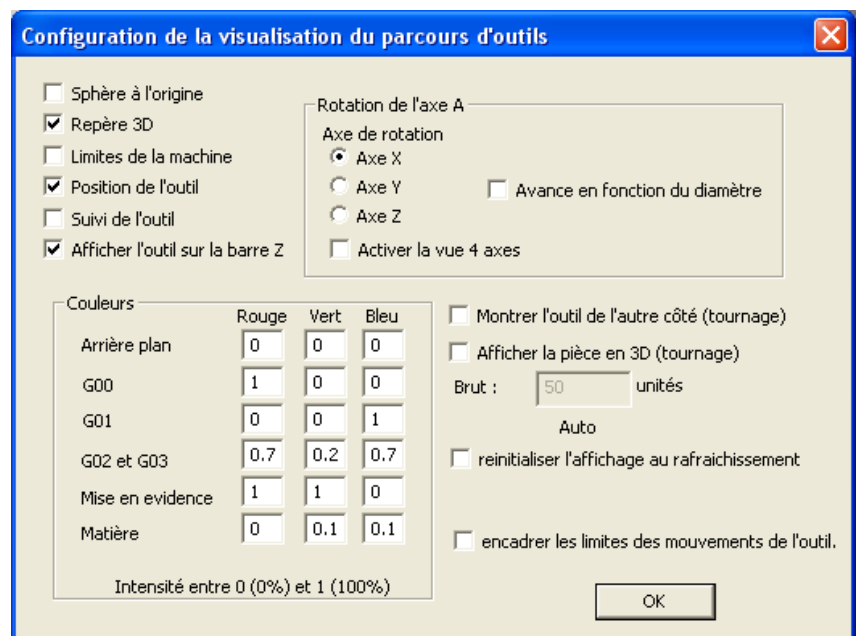 Configuration de la visualisation du parcours d'outils
Sphère à l'origine
Repère 3D
Limites de la machine
Position de l'outil
Suivi de l'outil
Afficher l'outil sur la barre Z
Rotation de l'axe A
Axe de rotation
Axe X
Axe Y
Axe Z
Avance en fonction du diamètre
Activer la vue 4 axes
Couleurs
Rouge Vert Bleu
Arrière plan 0 0 0
G00 1 0 0
G01 0 0 1
G02 et G03 0.7 0.2 0.7
Mise en evidence 1 1 0
Matière 0 0.1 0.1
Intensité entre 0 (0%) et 1 (100%)
Montrer l'outil de l'autre côté (tournage)
Afficher la pièce en 3D (tournage)
Brut : 50 unités
Auto
reinitialiser l'affichage au rafraichissement
encadrer les limites des mouvements de l'outil.
OK